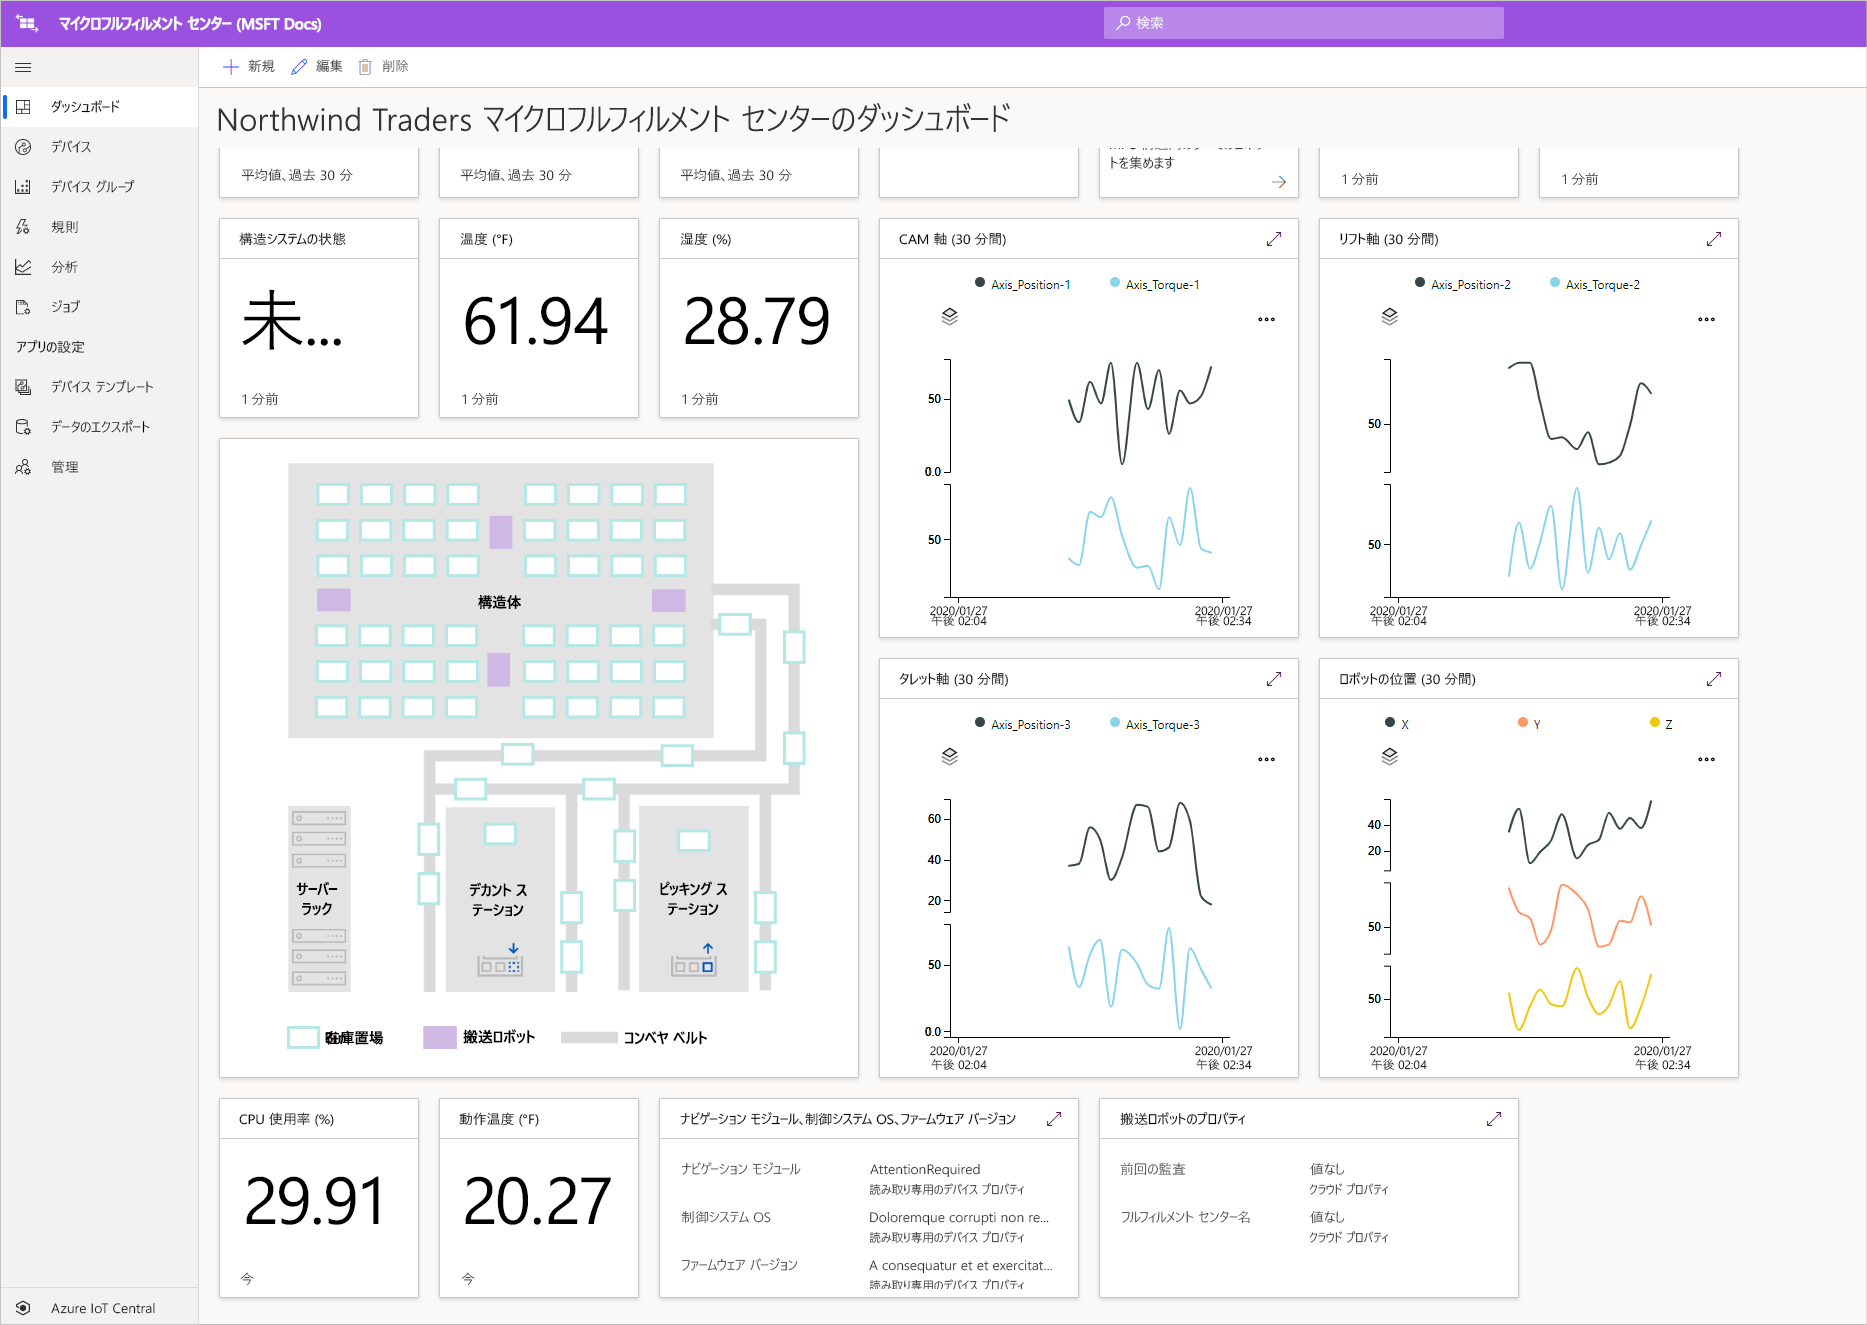 マイクロフルフィルメント センター (MSFT Docs)
検索
新規
編集
削除
ダッシュボード
デバイス
デバイス グループ
規則
分析
ジョブ
アプリの設定
デバイス テンプレート
データのエクスポート
管理
Azure IoT Central
Northwind Traders マイクロフルフィルメント センターのダッシュボード
平均値、過去 30 分
平均値、過去 30 分
平均値、過去 30 分
トを集めます
1 分前
1 分前
構造システムの状態
未...
1 分前
温度 (°F)
61.94
1 分前
湿度 (%)
28.79
1 分前
CAM 軸 (30 分間)
Axis_Position-1
Axis_Torque-1
50
0.0
50
2020/01/27
午後 02:04
2020/01/27
午後 02:34
リフト軸 (30 分間)
Axis_Position-2
Axis_Torque-2
50
50
2020/01/27
午後 02:04
2020/01/27
午後 02:34
構造体
サーバー
ラック
デカント ス
テーション
ピッキング ス
テーション
庫置場
搬送ロボット
コンベヤ ベルト
タレット軸 (30 分間)
Axis_Position-3
Axis_Torque-3
60
40
20
50
0.0
2020/01/27
午後 02:04
2020/01/27
午後 02:34
ロボットの位置 (30 分間)
X
Y
Z
40
20
50
50
2020/01/27
午後 02:04
2020/01/27
午後 02:34
CPU 使用率 (%)
29.91
今
動作温度 (°F)
20.27
今
ナビゲーション モジュール、制御システム OS、ファームウェア バージョン
ナビゲーション モジュール
AttentionRequired
読み取り専用のデバイス プロパティ
制御システム OS
Doloremque corrupti non re...
読み取り専用のデバイス プロパティ
ファームウェア バージョン
A consequatur et et exercitat...
読み取り専用のデバイス プロパティ
搬送ロボットのプロパティ
前回の監査
値なし
クラウド プロパティ
フルフィルメント センター名
値なし
クラウド プロパティ